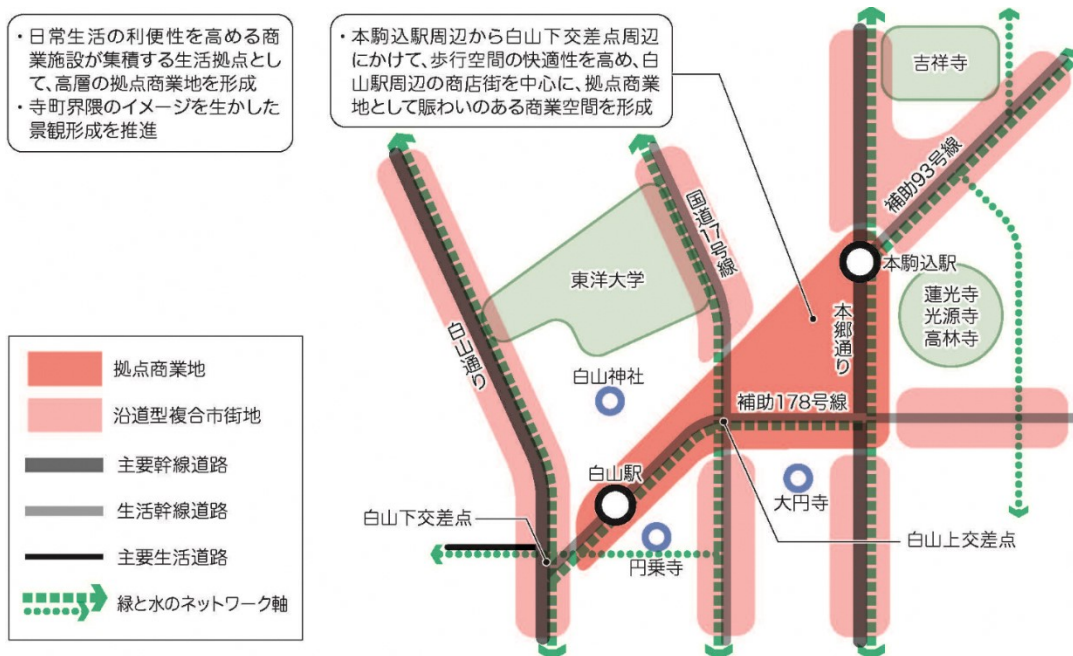 ・日常生活の利便性を高める商
業施設が集積する生活拠点とし
て、高層の拠点商業地を形成
・寺町界隈のイメージを生かした
景観形成を推進
・本駒込駅周辺から白山下交差点周辺
にかけて、歩行空間の快適性を高め、白
山駅周辺の商店街を中心に、拠点商業
地として賑わいのある商業空間を形成
吉祥寺
補助93号線
国道17号線
本駒込駅
東洋大学
蓮光寺
光源寺
高林寺
本郷通り
白山通り
白山神社
補助178号線
白山駅
大円寺
白山下交差点
白山上交差点
円乗寺
拠点商業地
沿道型複合市街地
主要幹線道路
生活幹線道路
主要生活道路
緑と水のネットワーク軸